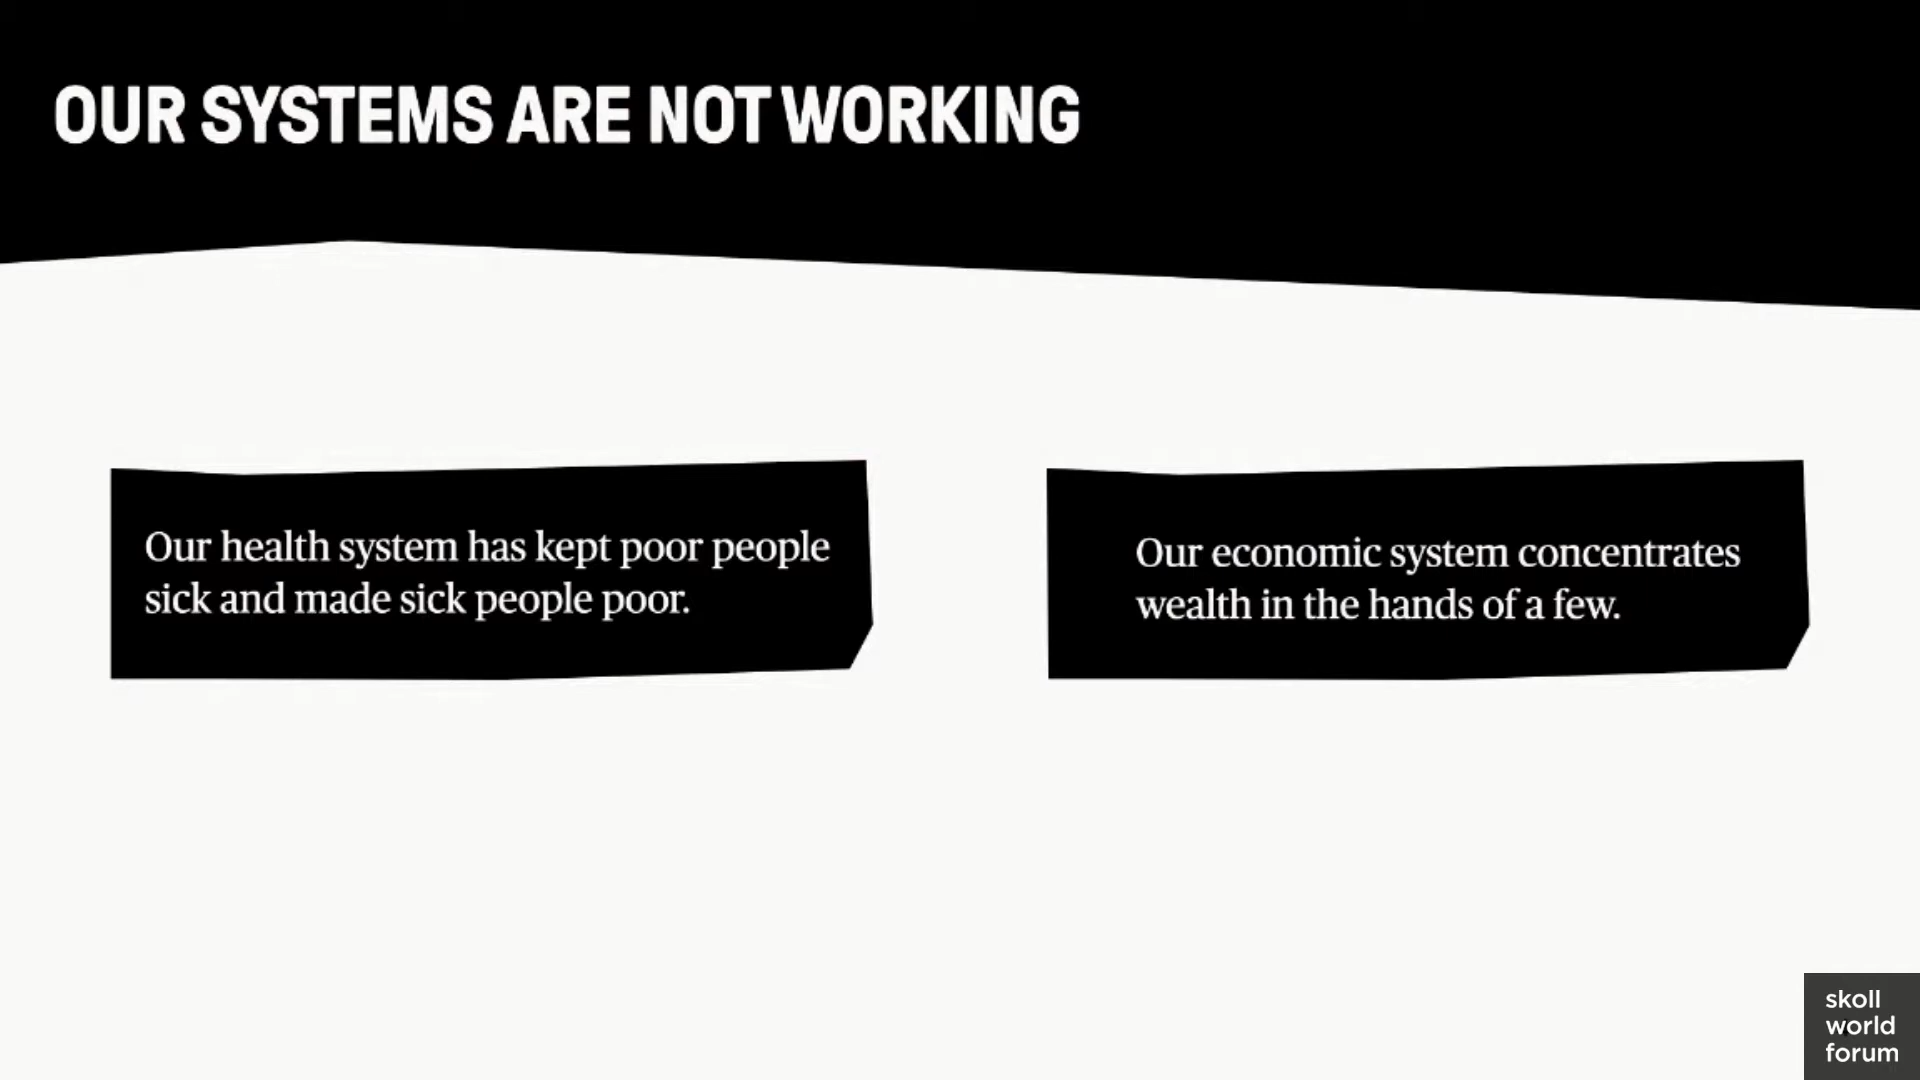 OUR SYSTEMS ARE NOT WORKING
Our health system has kept poor people
sick and made sick people poor.
Our economic system concentrates
wealth in the hands of a few.
skoll
world
forum